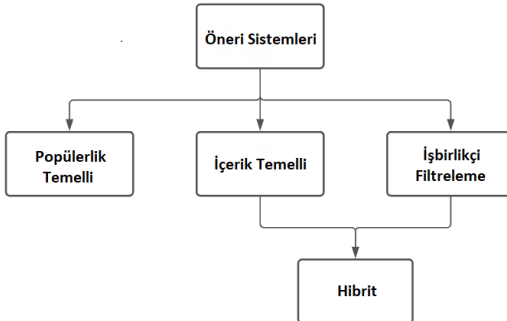 Öneri Sistemleri
Popülerlik
Temelli
İçerik Temelli
İşbirlikçi
Filtreleme
Hibrit